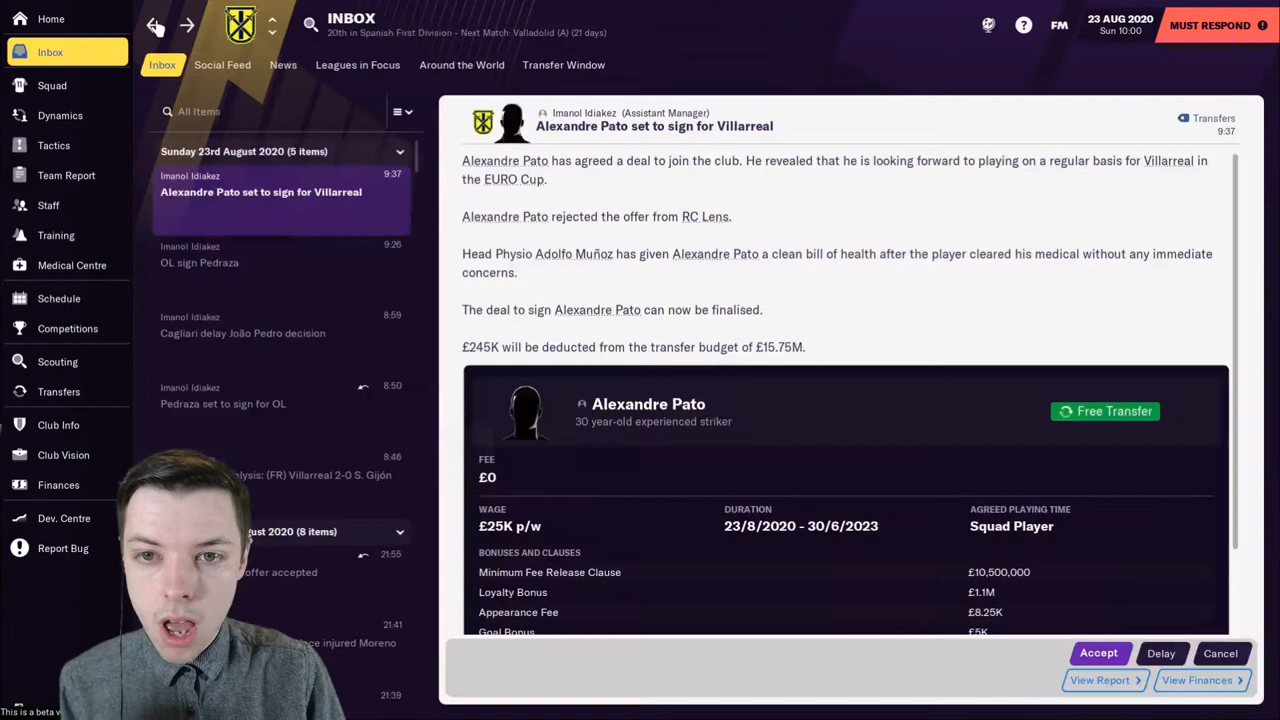 Home
Inbox
Squad
Dynamics
Tactics
Team Report
Staff
Training
Medical Centre
Schedule
Competitions
Scouting
Transfers
Club Info
Club Vision
Finances
Dev. Centre
Report Bug
This is a beta v
INBOX
20th in Spanish First Division - Next Match: Valladolid (A) (21 days)
FM
23 AUG 2020
Sun 10:00
MUST RESPOND
Inbox
Social Feed
News
Leagues in Focus
Around the World
Transfer Window
All Items
Sunday 23rd August 2020 (5 items)
Imanol Idiakez 9:37
Alexandre Pato set to sign for Villarreal
Imanol Idiakez 9:26
OL sign Pedraza
Imanol Idiakez 8:59
Cagliari delay João Pedro decision
Imanol Idiakez 8:50
Pedraza set to sign for OL
8:46
alysis: (FR) Villarreal 2-0 S. Gijón
ugust 2020 (8 items)
21:55
offer accepted
21:41
nce injured Moreno
21:39
Imanol Idiakez (Assistant Manager)
Alexandre Pato set to sign for Villarreal
Transfers
9:37
Alexandre Pato has agreed a deal to join the club. He revealed that he is looking forward to playing on a regular basis for Villarreal in
the EURO Cup.
Alexandre Pato rejected the offer from RC Lens.
Head Physio Adolfo Muñoz has given Alexandre Pato a clean bill of health after the player cleared his medical without any immediate
concerns.
The deal to sign Alexandre Pato can now be finalised.
£245K will be deducted from the transfer budget of £15.75M.
Alexandre Pato
30 year-old experienced striker
Free Transfer
FEE
£0
WAGE
£25K p/w
DURATION
23/8/2020 - 30/6/2023
AGREED PLAYING TIME
Squad Player
BONUSES AND CLAUSES
Minimum Fee Release Clause £10,500,000
Loyalty Bonus £1.1M
Appearance Fee £8.25K
Goal Bonus £5K
Accept
Delay
Cancel
View Report
View Finances